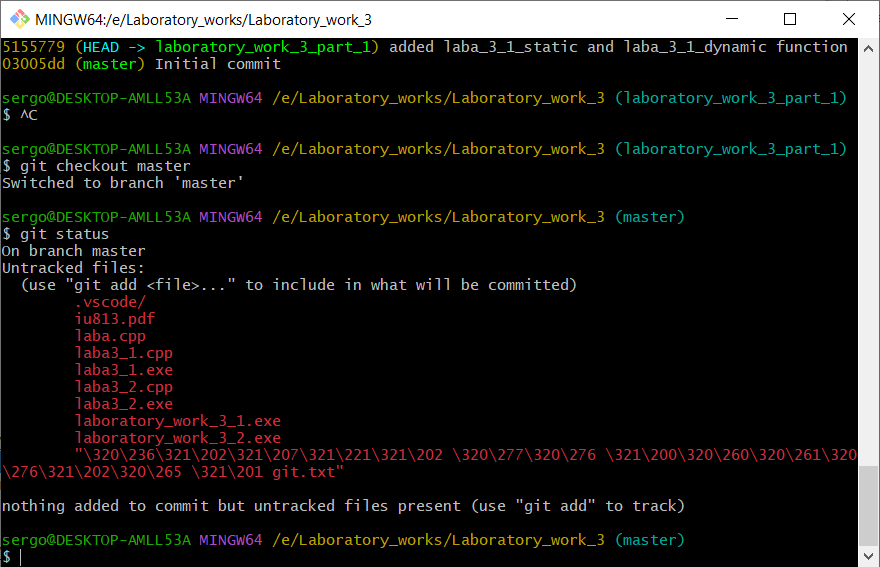 MINGW64:/e/Laboratory_works/Laboratory_work_3
5155779 (HEAD -> laboratory_work_3_part_1) added laba_3_1_static and laba_3_1_dynamic function
03005dd (master) Initial commit
sergo@DESKTOP-AMLL53A MINGW64 /e/Laboratory_works/Laboratory_work_3 (laboratory_work_3_part_1)
$ ^C
sergo@DESKTOP-AMLL53A MINGW64 /e/Laboratory_works/Laboratory_work_3 (laboratory_work_3_part_1)
$ git checkout master
Switched to branch 'master'
sergo@DESKTOP-AMLL53A MINGW64 /e/Laboratory_works/Laboratory_work_3 (master)
$ git status
On branch master
Untracked files:
(use "git add <file>..." to include in what will be committed)
.vscode/
iu813.pdf
laba.cpp
laba3_1.cpp
laba3_1.exe
laba3_2.cpp
laba3_2.exe
laboratory_work_3_1.exe
laboratory_work_3_2.exe
"\320\236\321\202\321\207\321\221\321\202 \320\277\320\276 \321\200\320\260\320\261\320
\276\321\202\320\265 \321\201 git.txt"
nothing added to commit but untracked files present (use "git add" to track)
sergo@DESKTOP-AMLL53A MINGW64 /e/Laboratory_works/Laboratory_work_3 (master)
$